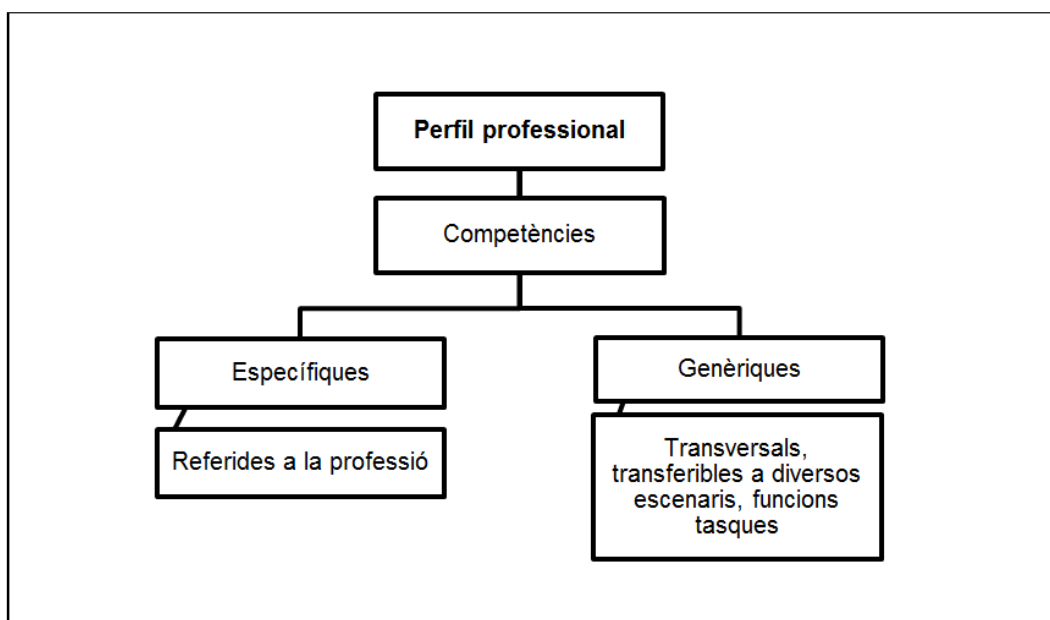 Perfil professional
Competències
Específiques
Referides a la professió
Genèriques
Transversals,
transferibles a diversos
escenaris, funcions
tasques